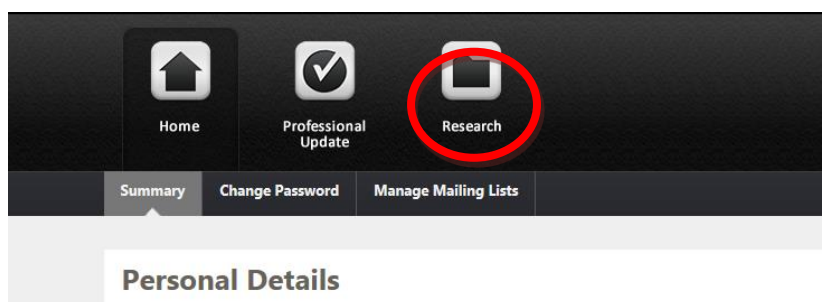 Home
Professional
Update
Research
Summary
Change Password
Manage Mailing Lists
Personal Details